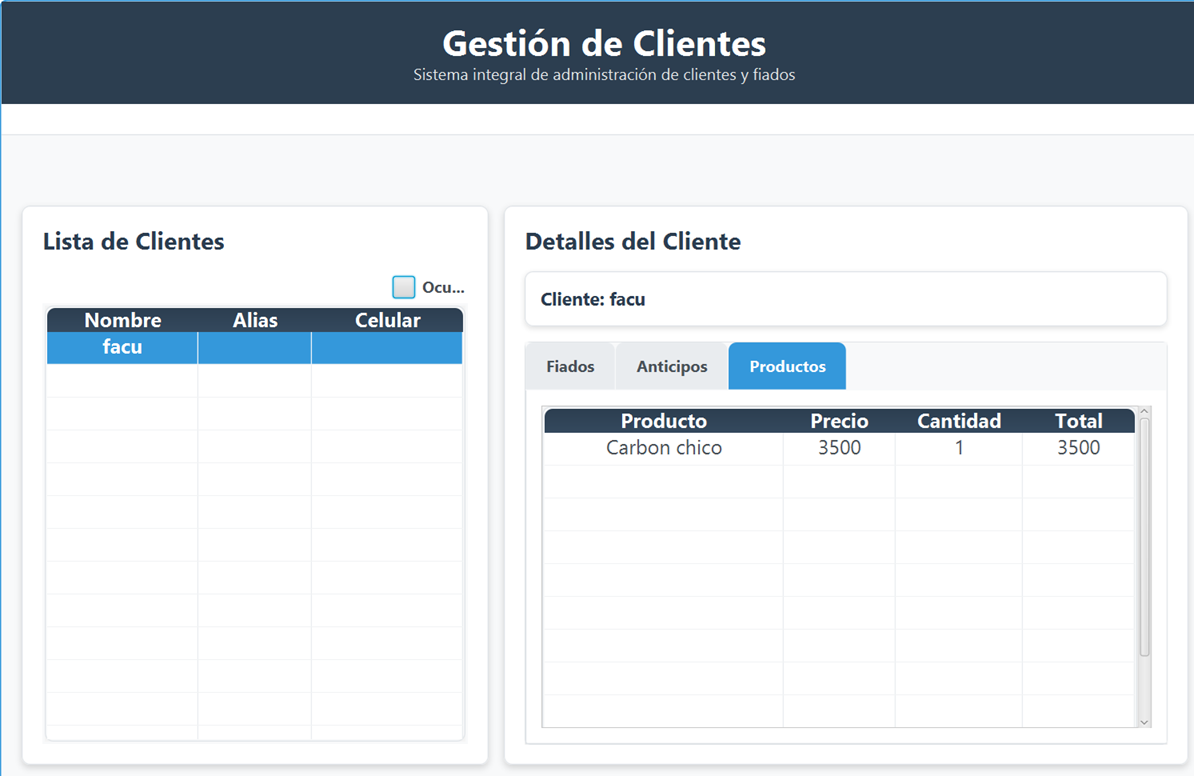 Gestión de Clientes
Sistema integral de administración de clientes y fiados
Lista de Clientes
Ocu...
Nombre Alias Celular
facu
Detalles del Cliente
Cliente: facu
Fiados Anticipos Productos
Producto Precio Cantidad Total
Carbon chico 3500 1 3500